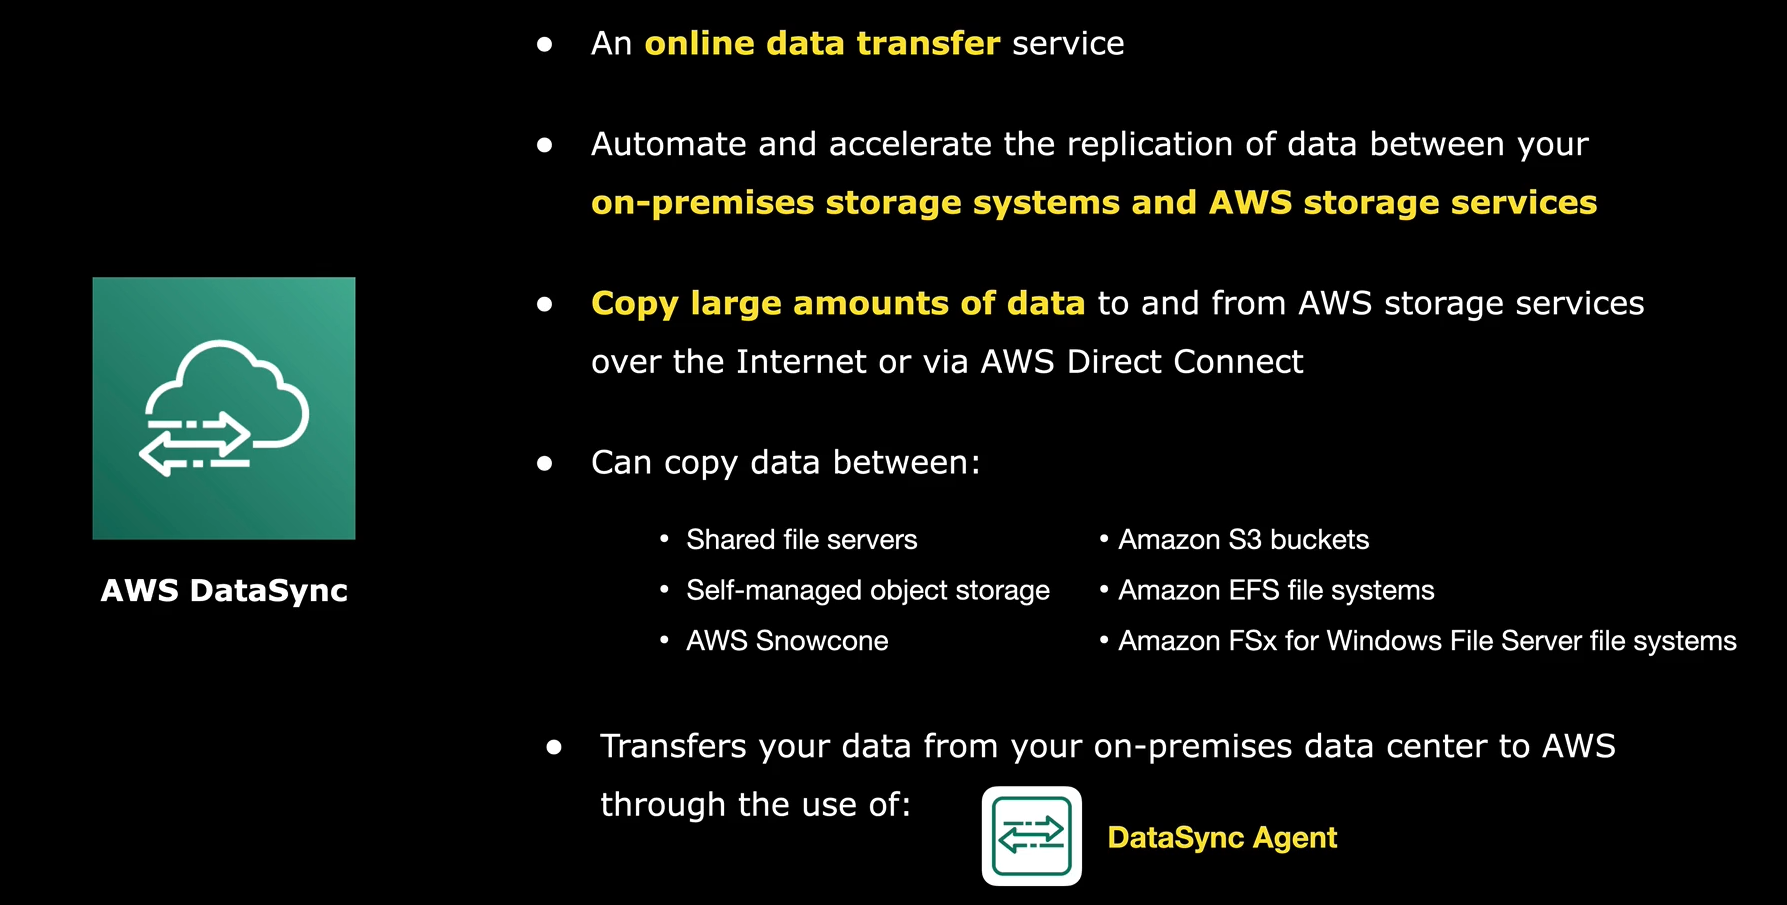 An online data transfer service
Automate and accelerate the replication of data between your
on-premises storage systems and AWS storage services
Copy large amounts of data to and from AWS storage services
over the Internet or via AWS Direct Connect
Can copy data between:
• Shared file servers
• Self-managed object storage
• AWS Snowcone
• Amazon S3 buckets
• Amazon EFS file systems
• Amazon FSx for Windows File Server file systems
Transfers your data from your on-premises data center to AWS
through the use of:
DataSync Agent
AWS DataSync